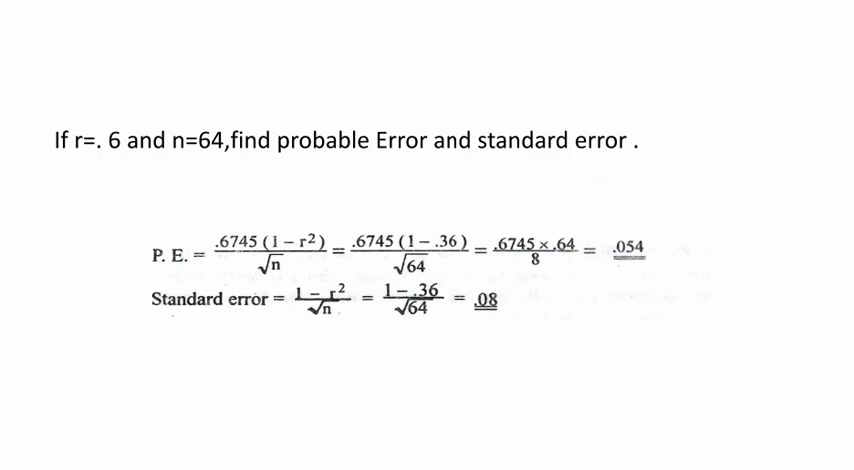 If r=. 6 and n=64,find probable Error and standard error .
P. E. = .6745 (1 – r²) / √n = .6745 (1 – .36) / √64 = .6745 × .64 / 8 = .054
Standard error = 1 – r² / √n = 1 – .36 / √64 = .08